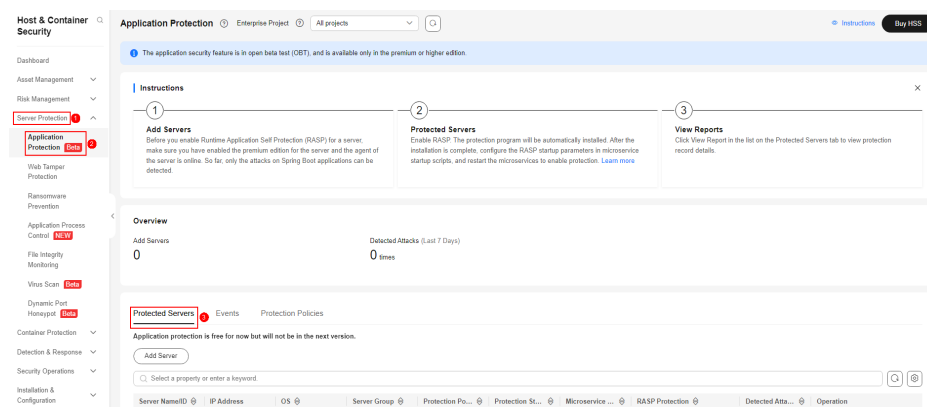 Host & Container
Security
Dashboard
Asset Management
Risk Management
Server Protection 1
Application
Protection Beta 2
Web Tamper
Protection
Ransomware
Prevention
Application Process
Control NEW
File Integrity
Monitoring
Virus Scan Beta
Dynamic Port
Honeypot Beta
Container Protection
Detection & Response
Security Operations
Installation &
Configuration
Application Protection Enterprise Project All projects Instructions Buy HSS
The application security feature is in open beta test (OBT), and is available only in the premium or higher edition.
Instructions
1
Add Servers
Before you enable Runtime Application Self Protection (RASP) for a server,
make sure you have enabled the premium edition for the server and the agent of
the server is online. So far, only the attacks on Spring Boot applications can be
detected.
2
Protected Servers
Enable RASP. The protection program will be automatically installed. After the
installation is complete, configure the RASP startup parameters in microservice
startup scripts, and restart the microservices to enable protection. Learn more
3
View Reports
Click View Report in the list on the Protected Servers tab to view protection
record details.
Overview
Add Servers
0
Detected Attacks (Last 7 Days)
0 times
Protected Servers 3 Events Protection Policies
Application protection is free for now but will not be in the next version.
Add Server
Select a property or enter a keyword.
Server Name/ID IP Address OS Server Group Protection Po... Protection St... Microservice ... RASP Protection Detected Atta... Operation